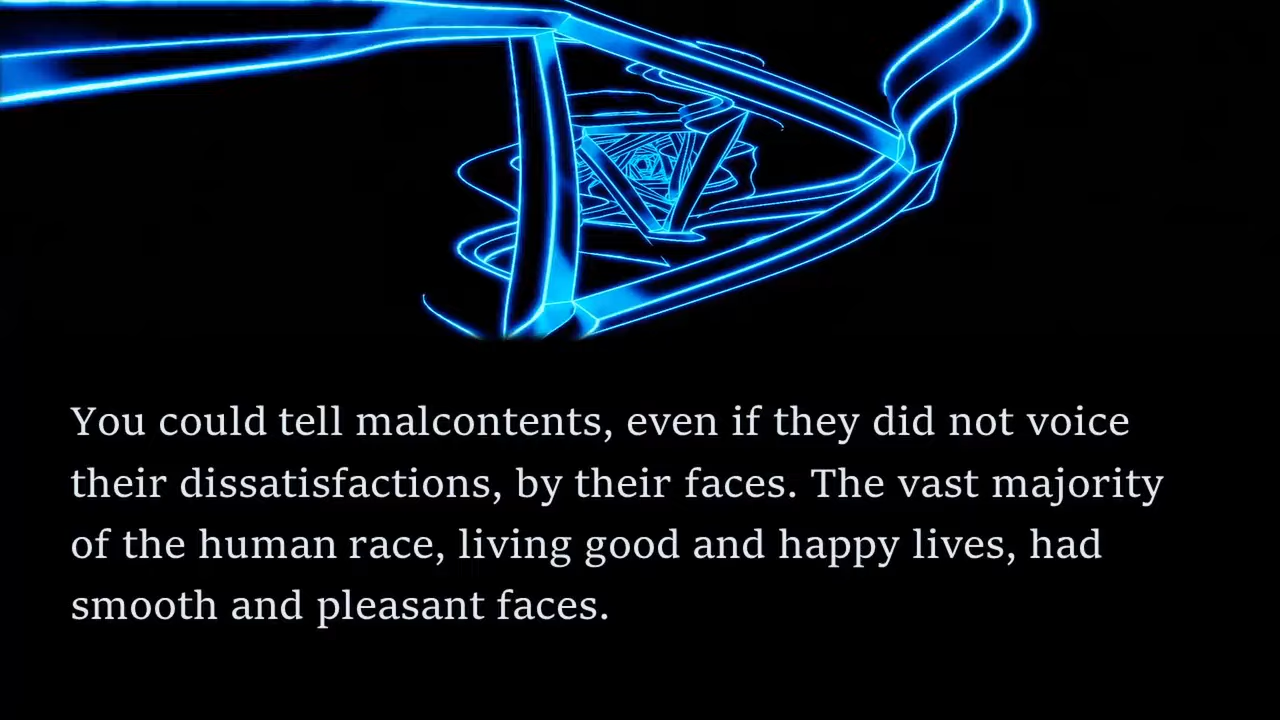 You could tell malcontents, even if they did not voice
their dissatisfactions, by their faces. The vast majority
of the human race, living good and happy lives, had
smooth and pleasant faces.